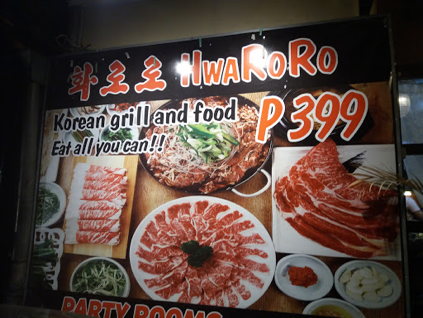 화로로 HWARORO
Korean grill and food
P 399
Eat all you can!!
PARTY ROOMS